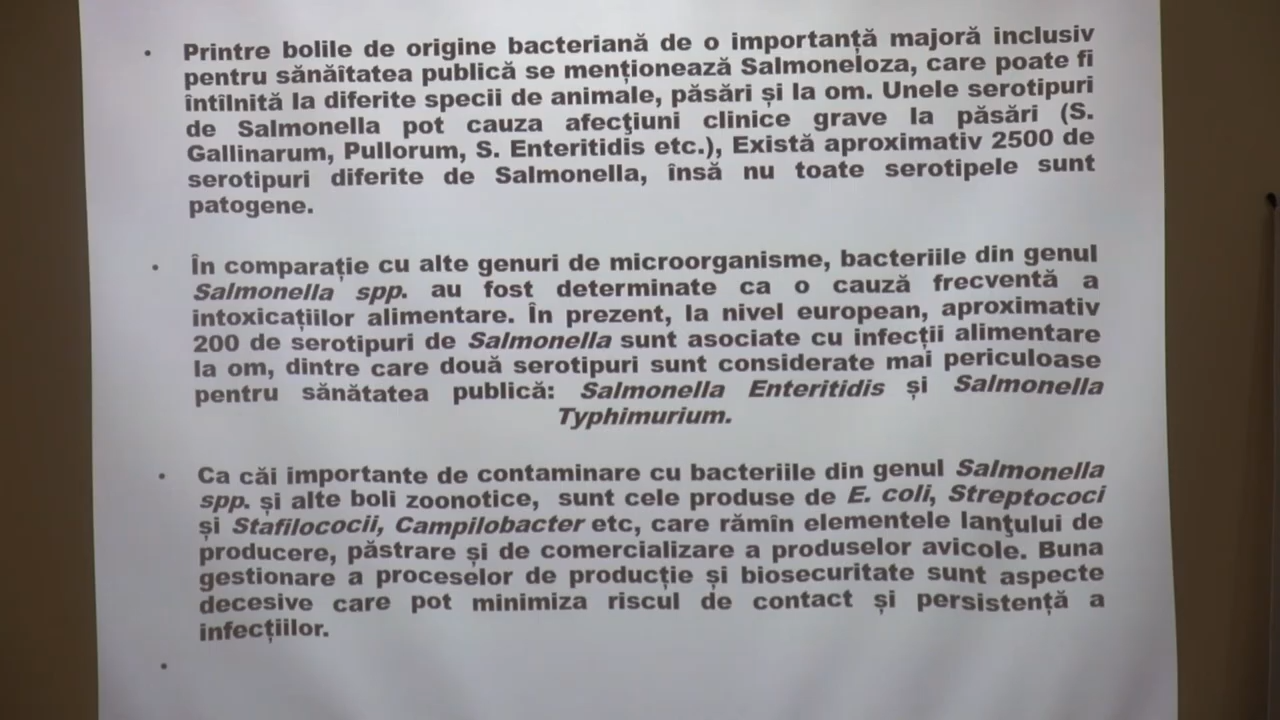 • Printre bolile de origine bacteriană de o importanță majoră inclusiv
pentru sănăîtatea publică se menționează Salmoneloza, care poate fi
întîlnită la diferite specii de animale, păsări și la om. Unele serotipuri
de Salmonella pot cauza afecţiuni clinice grave la păsări (S.
Gallinarum, Pullorum, S. Enteritidis etc.), Există aproximativ 2500 de
serotipuri diferite de Salmonella, însă nu toate serotipele sunt
patogene.
• În comparație cu alte genuri de microorganisme, bacteriile din genul
Salmonella spp. au fost determinate ca o cauză frecventă a
intoxicațiilor alimentare. În prezent, la nivel european, aproximativ
200 de serotipuri de Salmonella sunt asociate cu infecții alimentare
la om, dintre care două serotipuri sunt considerate mai periculoase
pentru sănătatea publică: Salmonella Enteritidis și Salmonella
Typhimurium.
• Ca căi importante de contaminare cu bacteriile din genul Salmonella
spp. și alte boli zoonotice, sunt cele produse de E. coli, Streptococi
și Stafilococii, Campilobacter etc, care rămîn elementele lanţului de
producere, păstrare și de comercializare a produselor avicole. Buna
gestionare a proceselor de producție și biosecuritate sunt aspecte
decesive care pot minimiza riscul de contact și persistență a
infecțiilor.
•